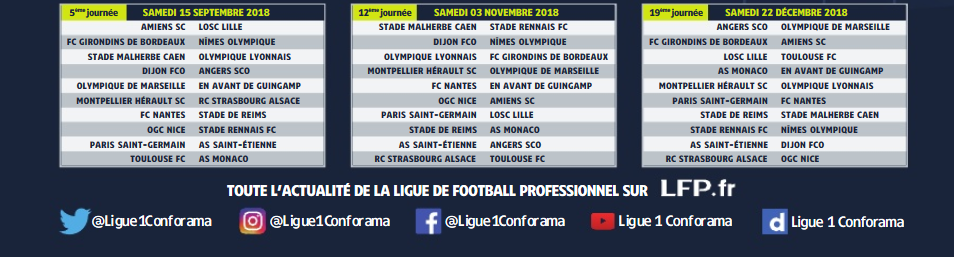 5ème journée SAMEDI 15 SEPTEMBRE 2018
AMIENS SC LOSC LILLE
FC GIRONDINS DE BORDEAUX NÎMES OLYMPIQUE
STADE MALHERBE CAEN OLYMPIQUE LYONNAIS
DIJON FCO ANGERS SCO
OLYMPIQUE DE MARSEILLE EN AVANT DE GUINGAMP
MONTPELLIER HÉRAULT SC RC STRASBOURG ALSACE
FC NANTES STADE DE REIMS
OGC NICE STADE RENNAIS FC
PARIS SAINT-GERMAIN AS SAINT-ÉTIENNE
TOULOUSE FC AS MONACO
12ème journée SAMEDI 03 NOVEMBRE 2018
STADE MALHERBE CAEN STADE RENNAIS FC
DIJON FCO NÎMES OLYMPIQUE
OLYMPIQUE LYONNAIS FC GIRONDINS DE BORDEAUX
MONTPELLIER HÉRAULT SC OLYMPIQUE DE MARSEILLE
FC NANTES EN AVANT DE GUINGAMP
OGC NICE AMIENS SC
PARIS SAINT-GERMAIN LOSC LILLE
STADE DE REIMS AS MONACO
AS SAINT-ÉTIENNE ANGERS SCO
RC STRASBOURG ALSACE TOULOUSE FC
19ème journée SAMEDI 22 DÉCEMBRE 2018
ANGERS SCO OLYMPIQUE DE MARSEILLE
FC GIRONDINS DE BORDEAUX AMIENS SC
LOSC LILLE TOULOUSE FC
AS MONACO EN AVANT DE GUINGAMP
MONTPELLIER HÉRAULT SC OLYMPIQUE LYONNAIS
PARIS SAINT-GERMAIN FC NANTES
STADE DE REIMS STADE MALHERBE CAEN
STADE RENNAIS FC NÎMES OLYMPIQUE
AS SAINT-ÉTIENNE DIJON FCO
RC STRASBOURG ALSACE OGC NICE
TOUTE L'ACTUALITÉ DE LA LIGUE DE FOOTBALL PROFESSIONNEL SUR LFP.fr
@Ligue1Conforama @Ligue1Conforama @Ligue1Conforama Ligue 1 Conforama d Ligue 1 Conforama